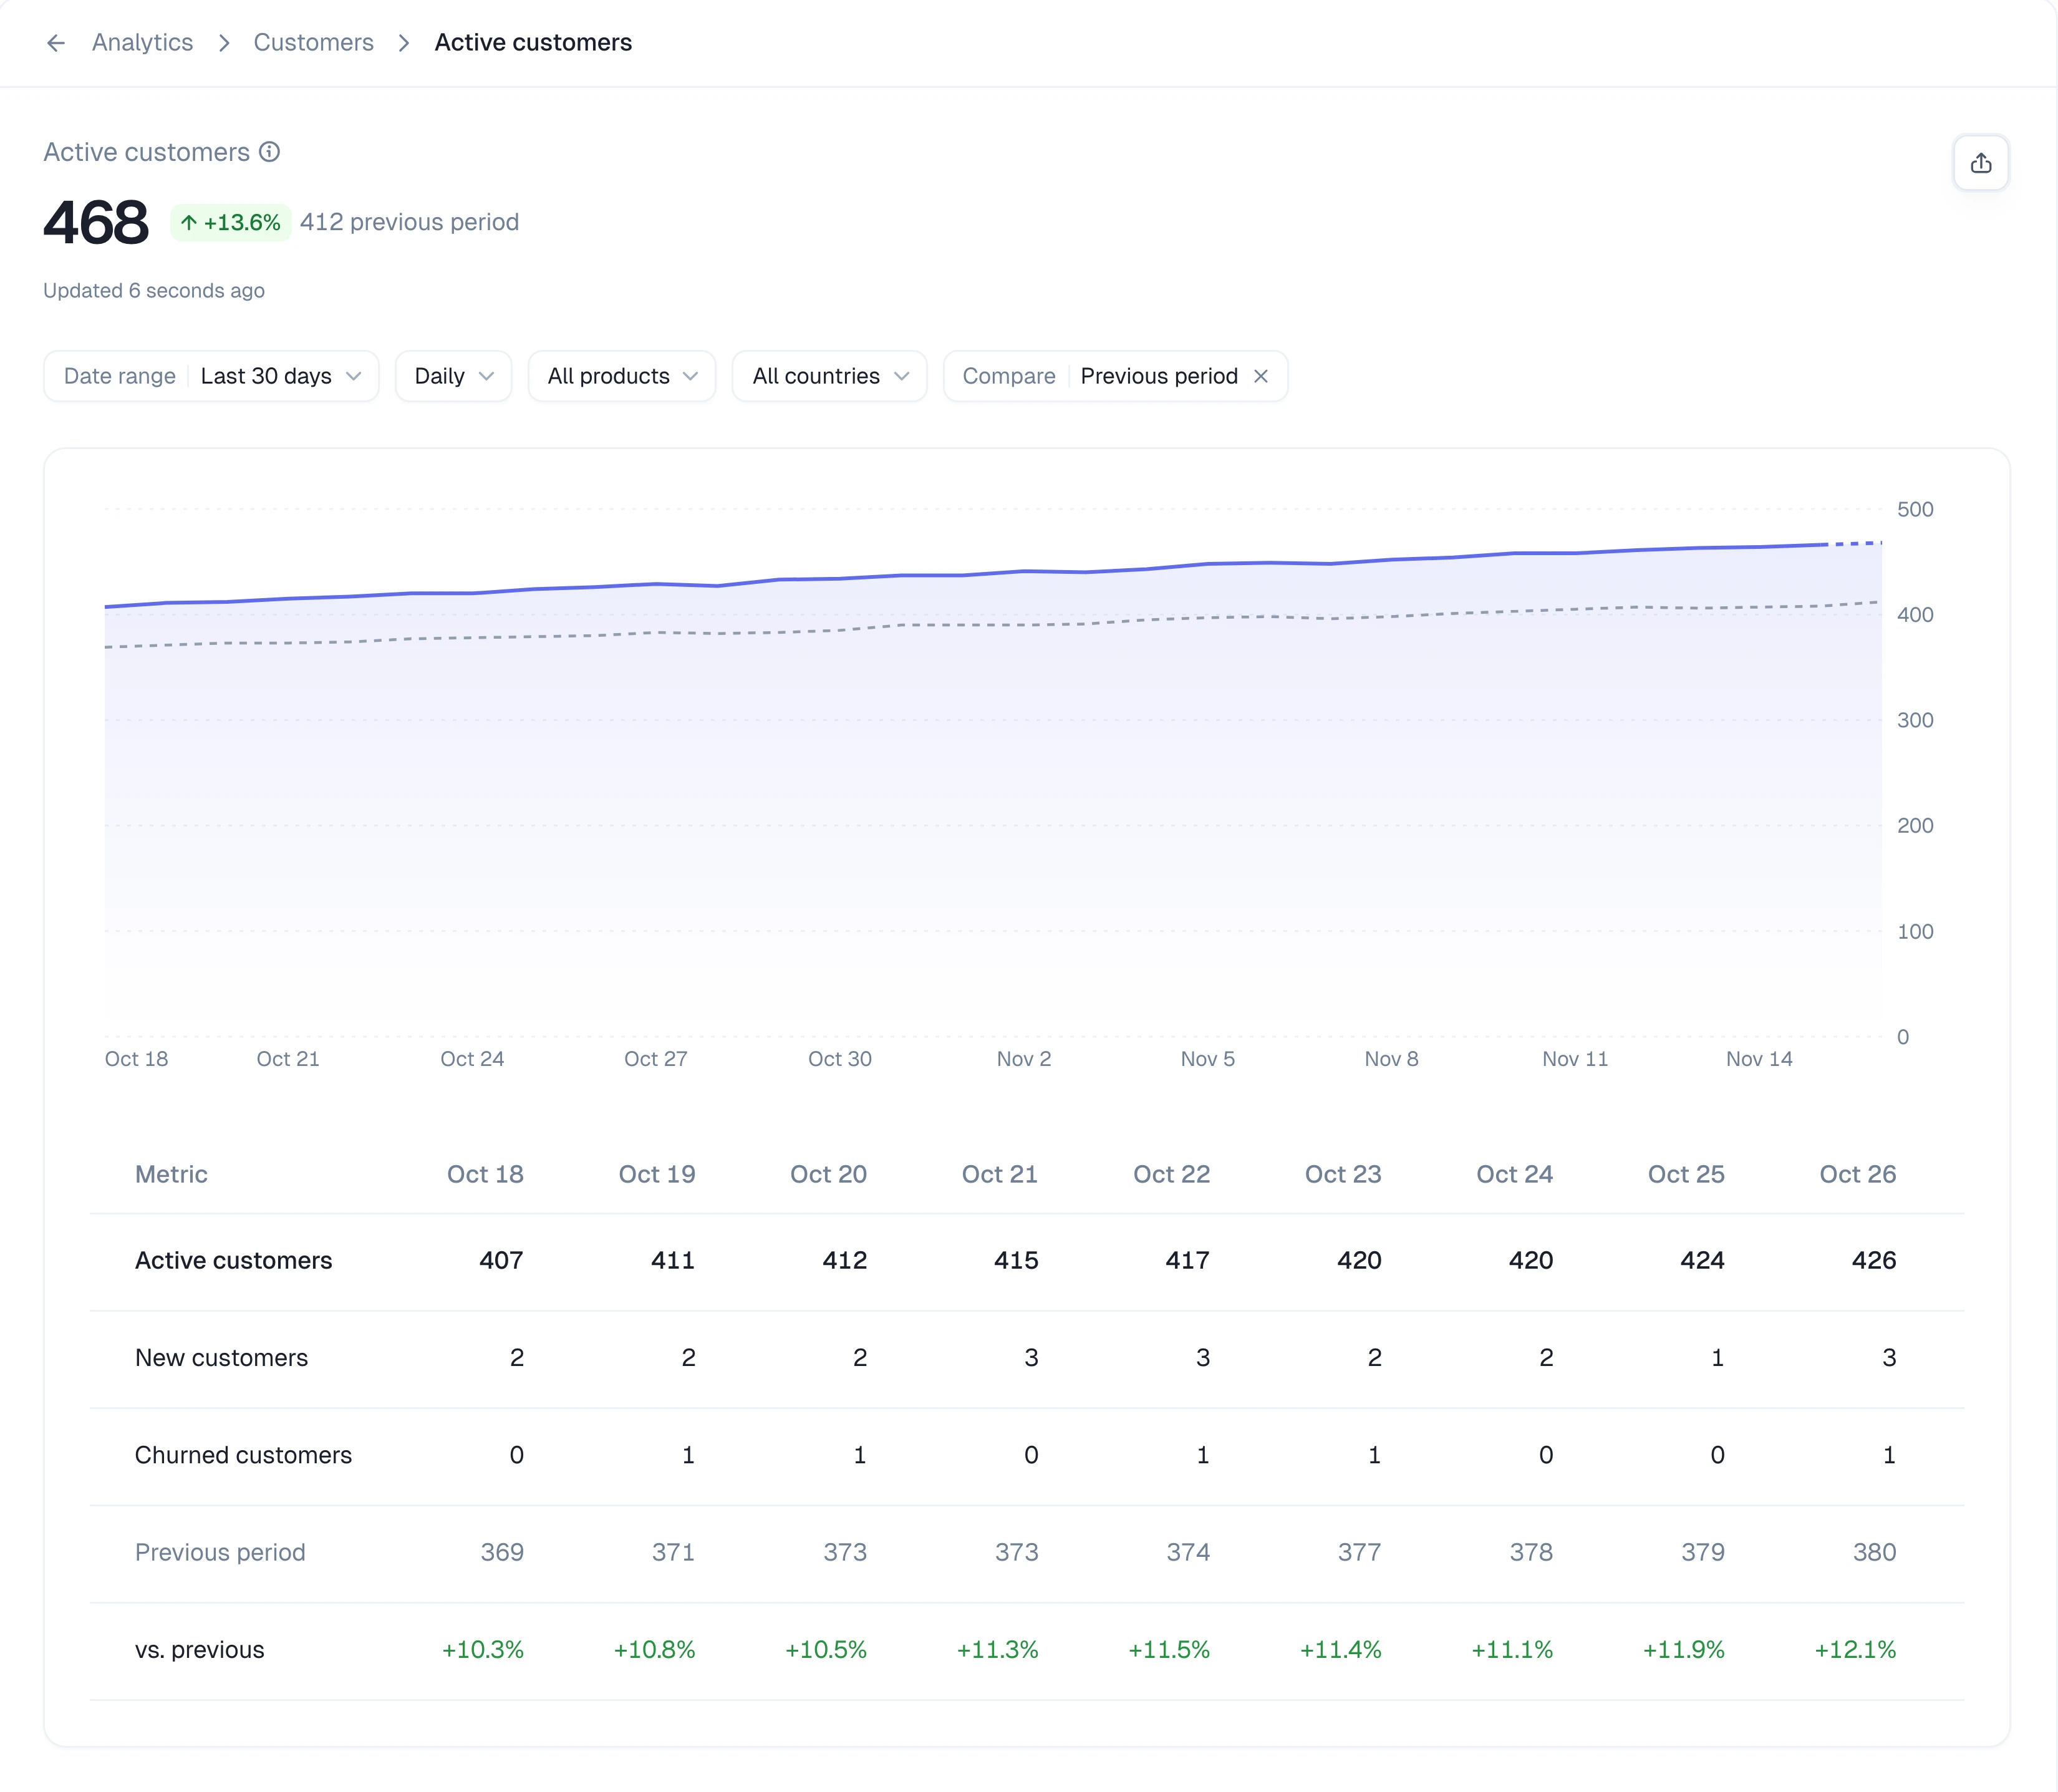 Analytics Customers Active customers
Active customers
468 +13.6% 412 previous period
Updated 6 seconds ago
Date range Last 30 days Daily All products All countries Compare Previous period
500
400
300
200
100
0
Oct 18 Oct 21 Oct 24 Oct 27 Oct 30 Nov 2 Nov 5 Nov 8 Nov 11 Nov 14
Metric Oct 18 Oct 19 Oct 20 Oct 21 Oct 22 Oct 23 Oct 24 Oct 25 Oct 26
Active customers 407 411 412 415 417 420 420 424 426
New customers 2 2 2 3 3 2 2 1 3
Churned customers 0 1 1 0 1 1 0 0 1
Previous period 369 371 373 373 374 377 378 379 380
vs. previous +10.3% +10.8% +10.5% +11.3% +11.5% +11.4% +11.1% +11.9% +12.1%